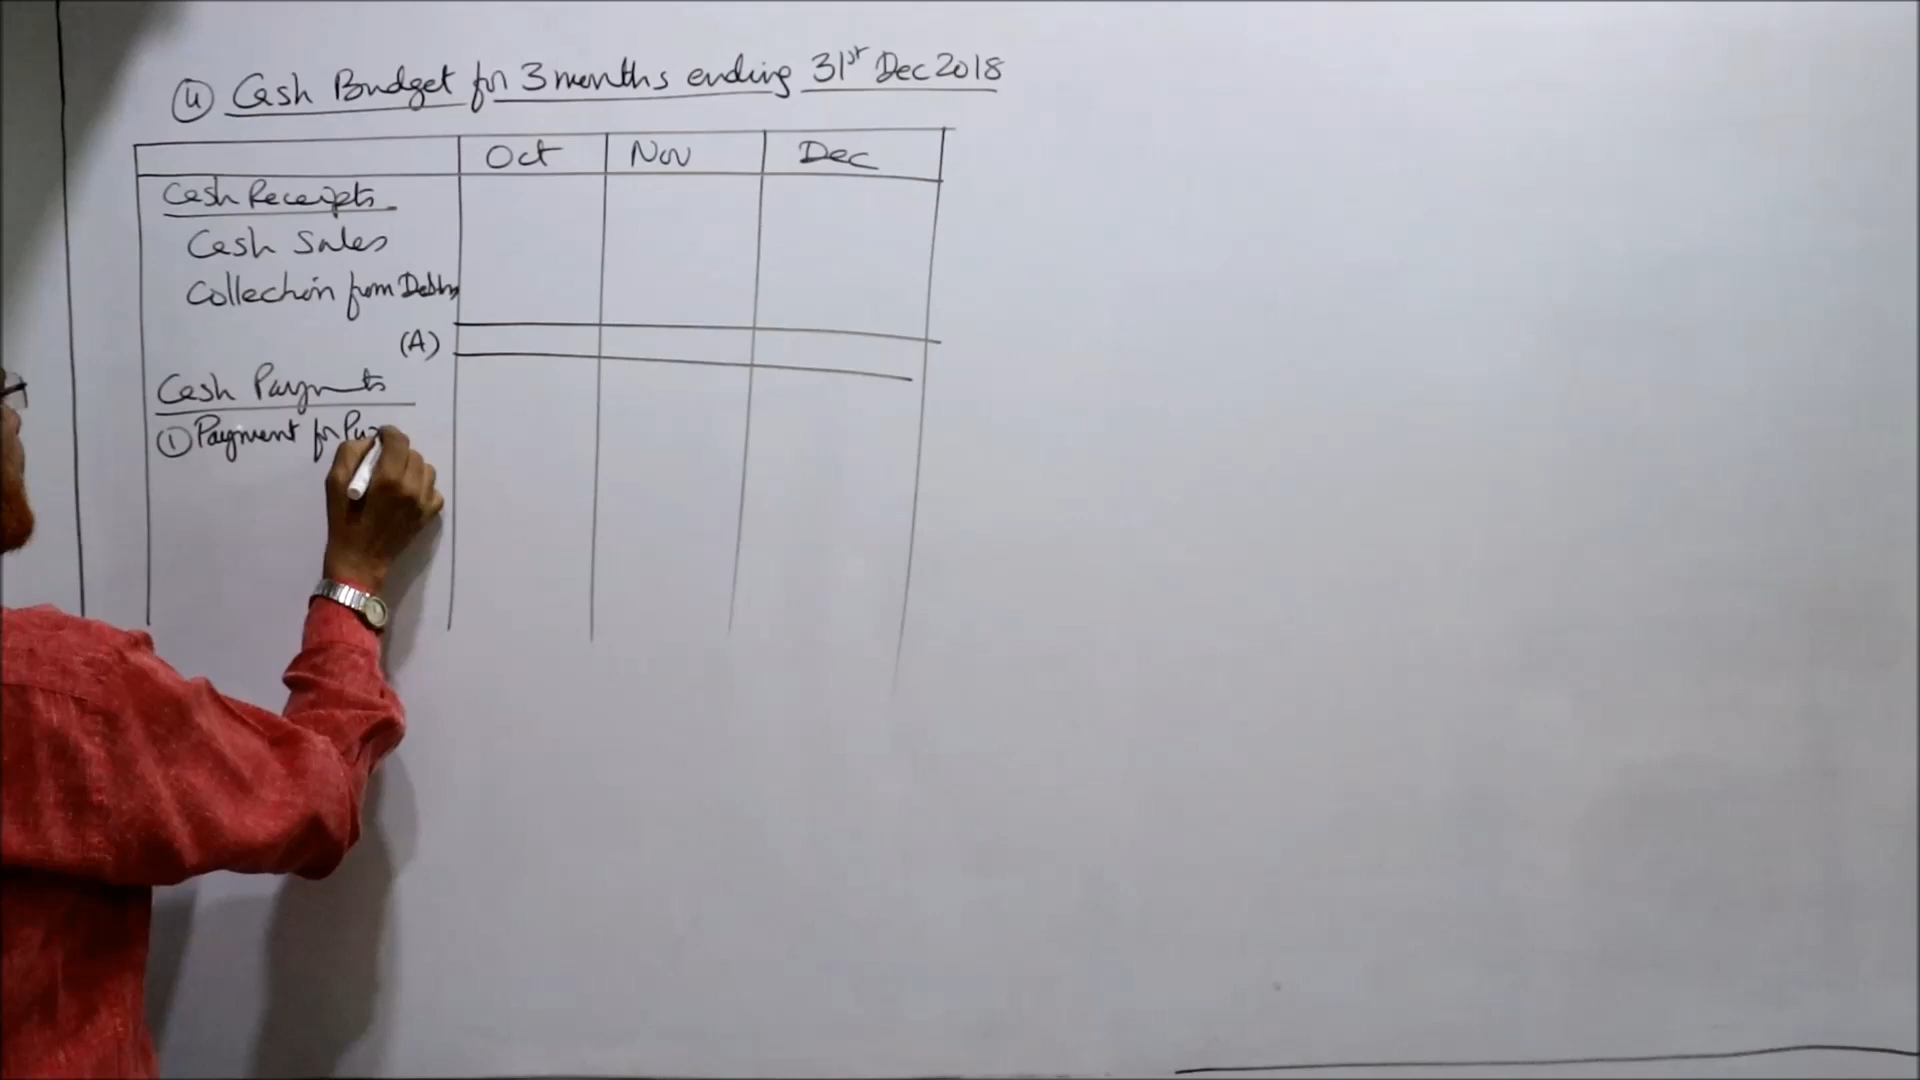 4 Cash Budget for 3 months ending 31st Dec 2018
Oct Nov Dec
Cash Receipts
Cash Sales
Collection from Debtors
(A)
Cash Payments
1 Payment for Pur